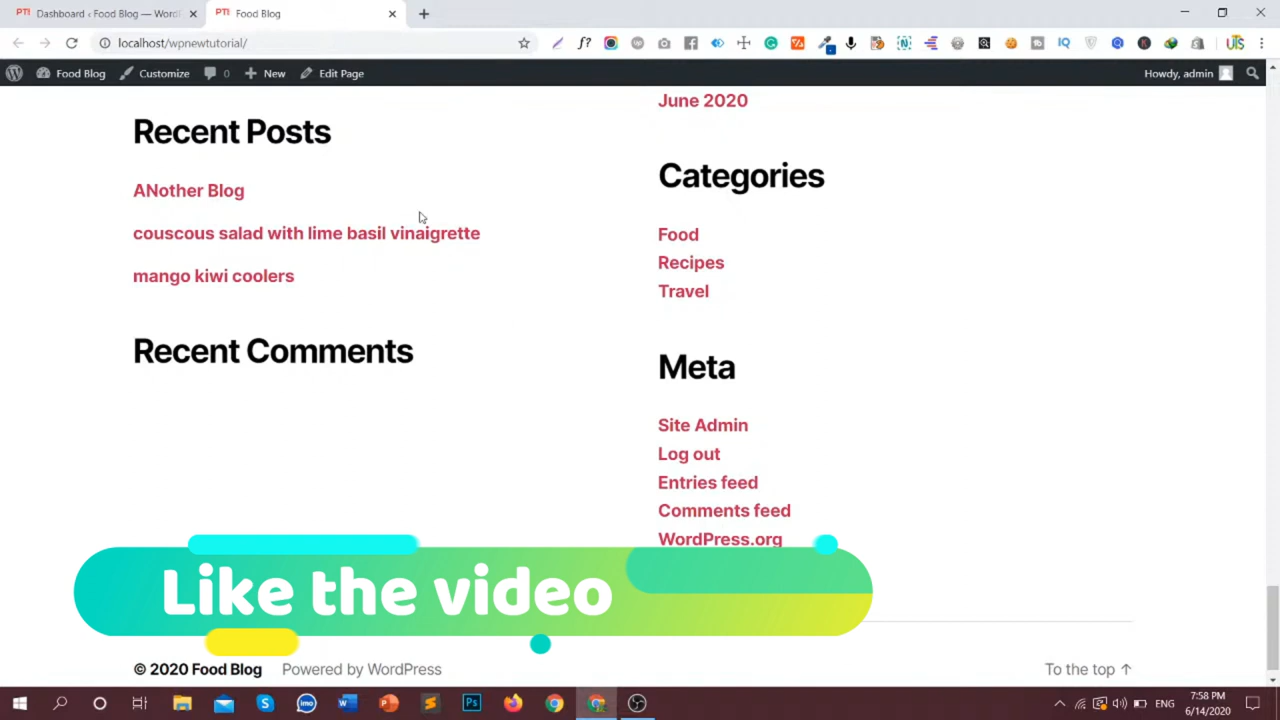 Dashboard ‹ Food Blog — Word
Food Blog
localhost/wpnewtutorial/
Food Blog
Customize
0
New
Edit Page
Howdy, admin
June 2020
Recent Posts
ANother Blog
couscous salad with lime basil vinaigrette
mango kiwi coolers
Recent Comments
Categories
Food
Recipes
Travel
Meta
Site Admin
Log out
Entries feed
Comments feed
WordPress.org
Like the video
© 2020 Food Blog
Powered by WordPress
To the top ↑
ENG
7:58 PM
6/14/2020